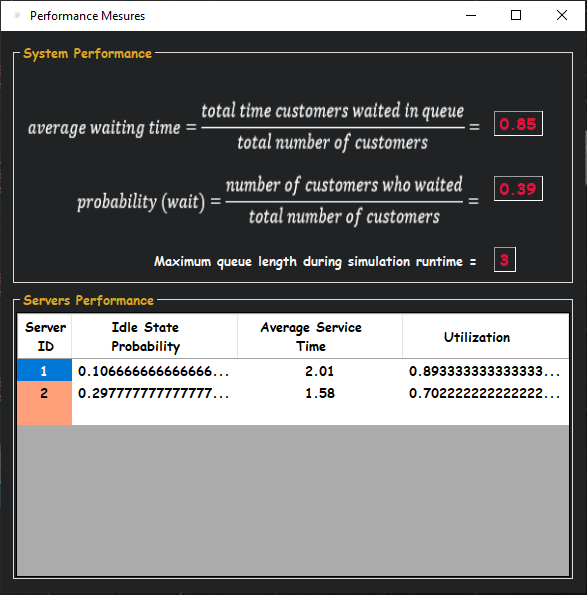 Performance Mesures
System Performance
average waiting time = total time customers waited in queue / total number of customers = 0.85
probability (wait) = number of customers who waited / total number of customers = 0.39
Maximum queue length during simulation runtime = 3
Servers Performance
Server ID Idle State Probability Average Service Time Utilization
1 0.106666666666666... 2.01 0.893333333333333...
2 0.297777777777777... 1.58 0.702222222222222...